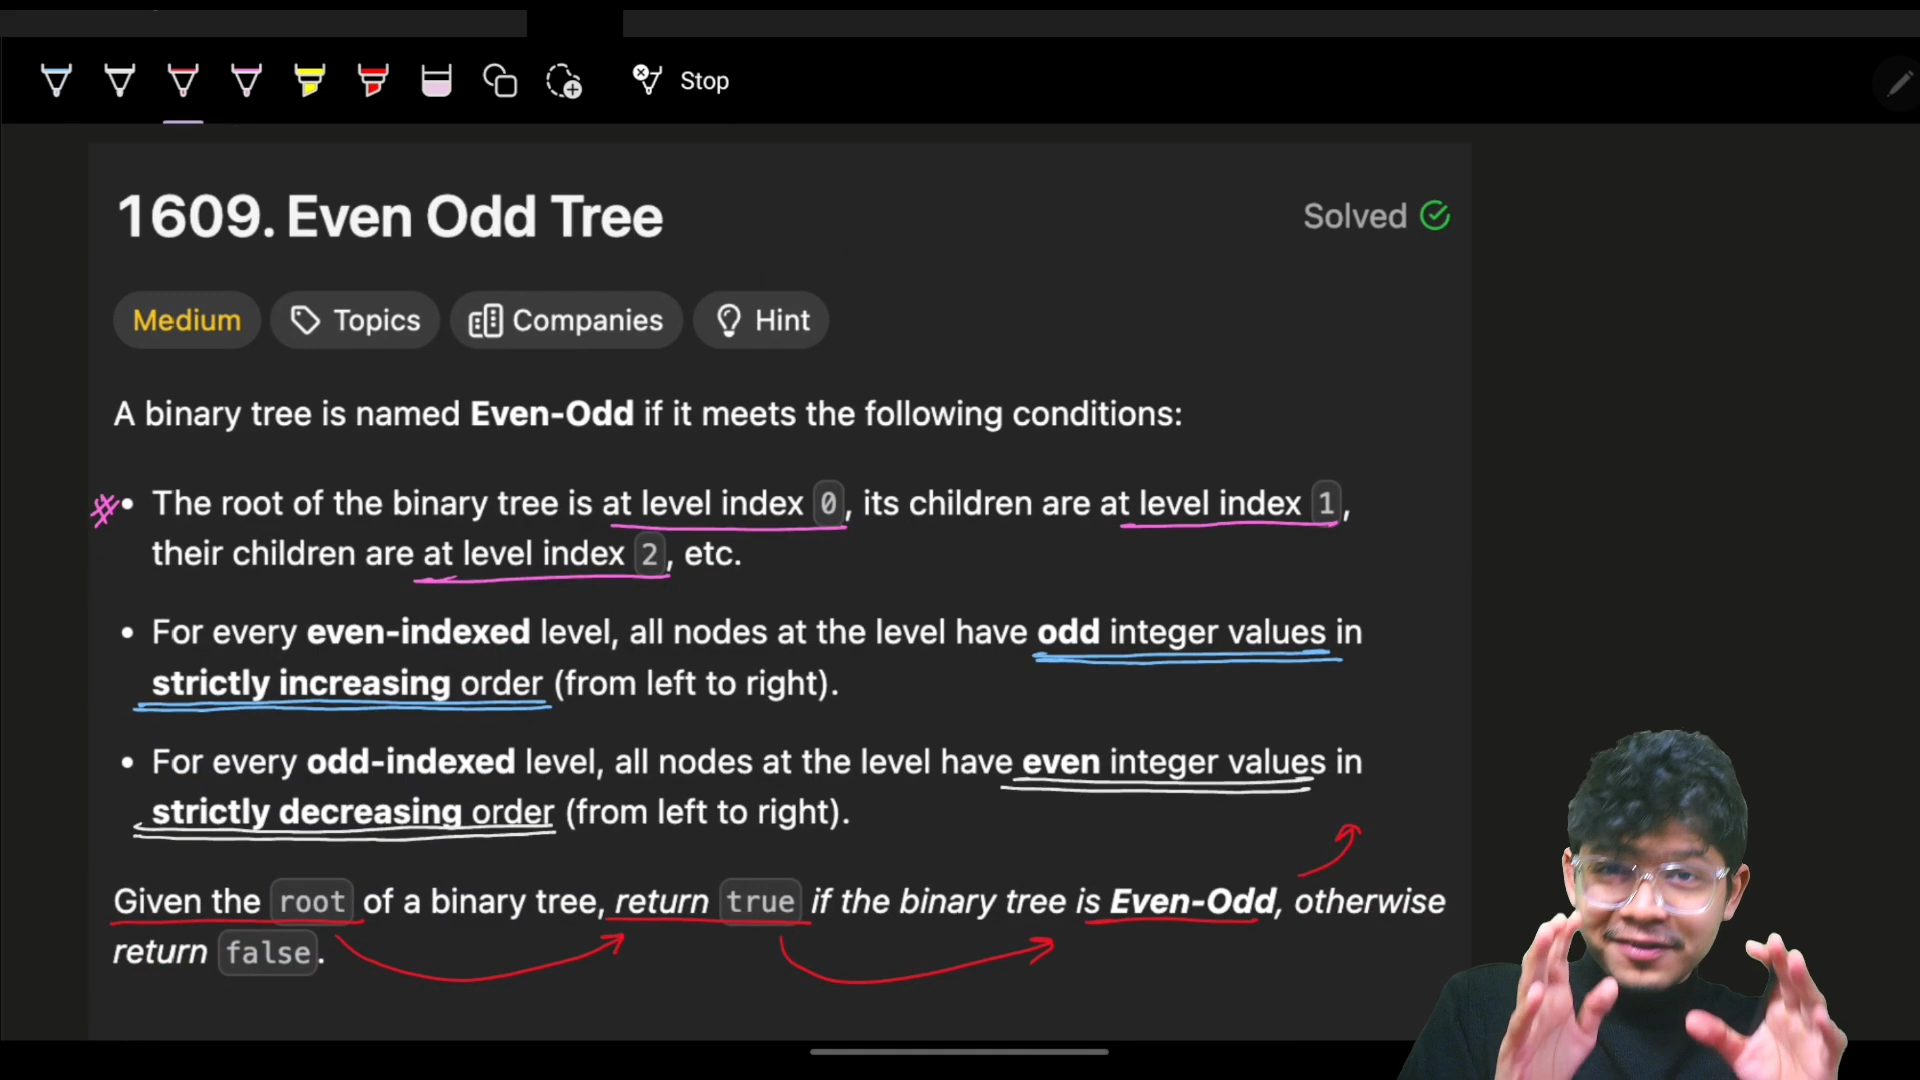 Stop
1609. Even Odd Tree
Solved
Medium
Topics
Companies
Hint
A binary tree is named Even-Odd if it meets the following conditions:
• The root of the binary tree is at level index 0, its children are at level index 1,
their children are at level index 2, etc.
• For every even-indexed level, all nodes at the level have odd integer values in
strictly increasing order (from left to right).
• For every odd-indexed level, all nodes at the level have even integer values in
strictly decreasing order (from left to right).
Given the root of a binary tree, return true if the binary tree is Even-Odd, otherwise
return false.